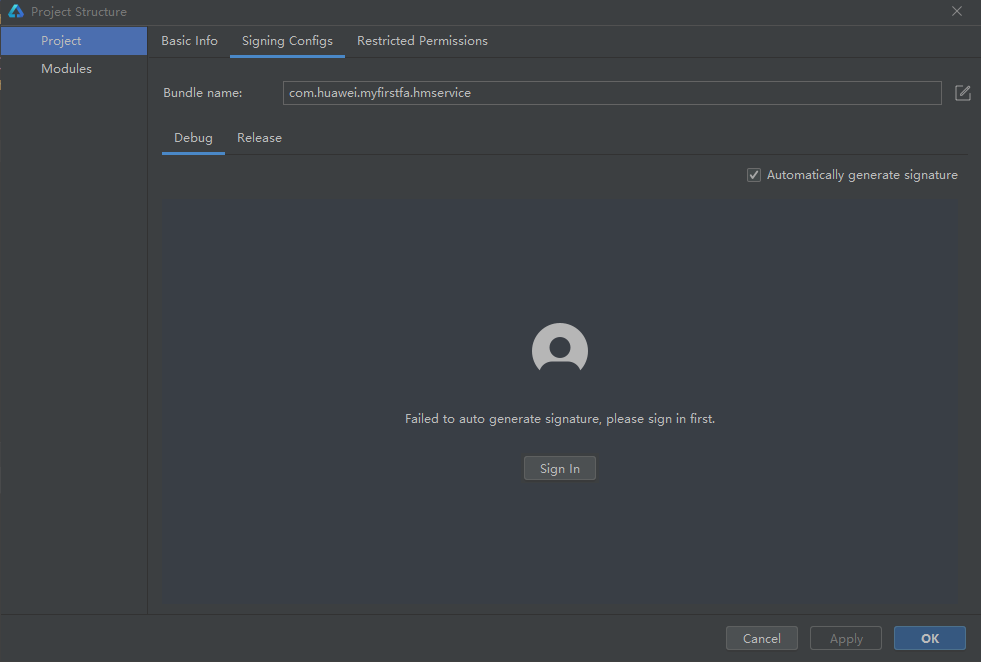 Project Structure
Project
Modules
Basic Info Signing Configs Restricted Permissions
Bundle name: com.huawei.myfirstfa.hmservice
Debug Release
Automatically generate signature
Failed to auto generate signature, please sign in first.
Sign In
Cancel Apply OK